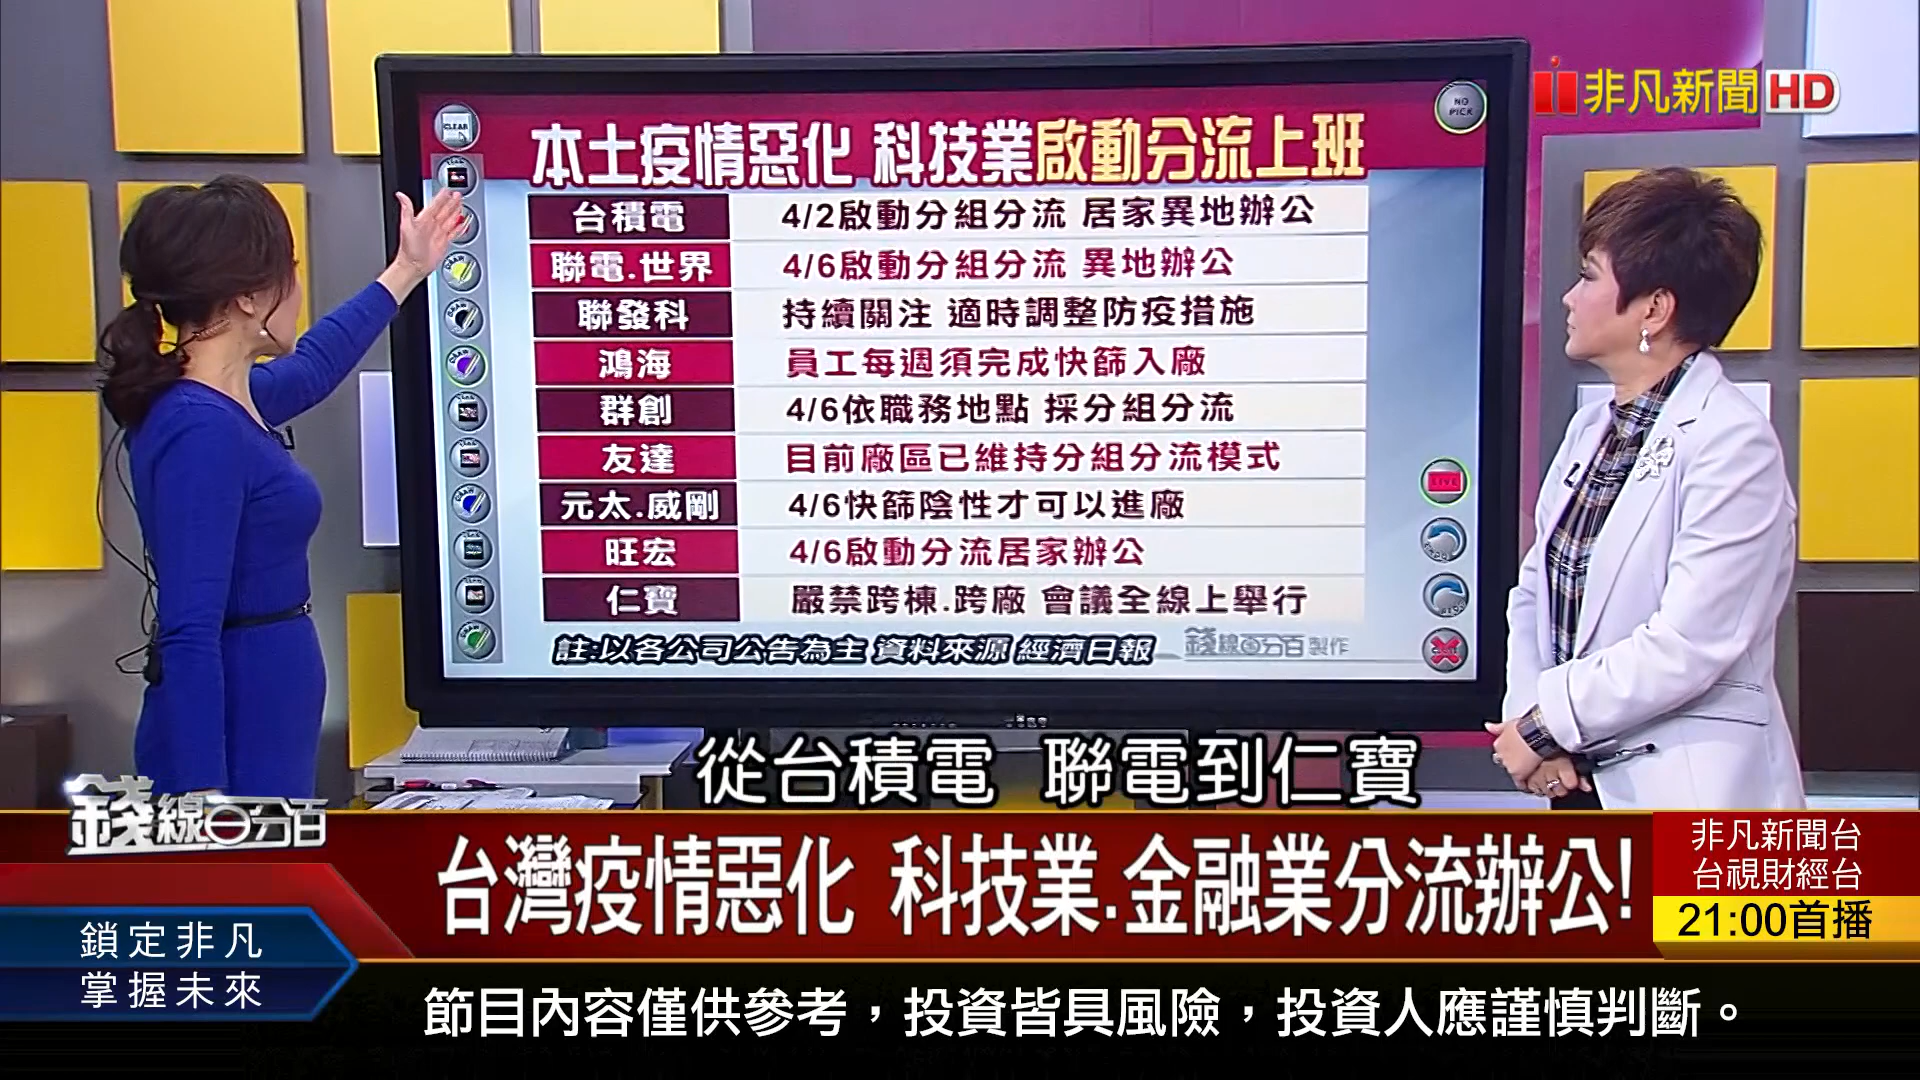 非凡新聞HD
CLEAR
NO PICK
本土疫情惡化 科技業啟動分流上班
台積電 4/2啟動分組分流 居家異地辦公
聯電.世界 4/6啟動分組分流 異地辦公
聯發科 持續關注 適時調整防疫措施
鴻海 員工每週須完成快篩入廠
群創 4/6依職務地點 採分組分流
友達 目前廠區已維持分組分流模式
元太.威剛 4/6快篩陰性才可以進廠
旺宏 4/6啟動分流居家辦公
仁寶 嚴禁跨棟.跨廠 會議全線上舉行
註:以各公司公告為主 資料來源 經濟日報
錢線百分百 製作
LIVE
從台積電 聯電到仁寶
錢線百分百
台灣疫情惡化 科技業.金融業分流辦公!
非凡新聞台
台視財經台
21:00首播
鎖定非凡
掌握未來
節目內容僅供參考，投資皆具風險，投資人應謹慎判斷。